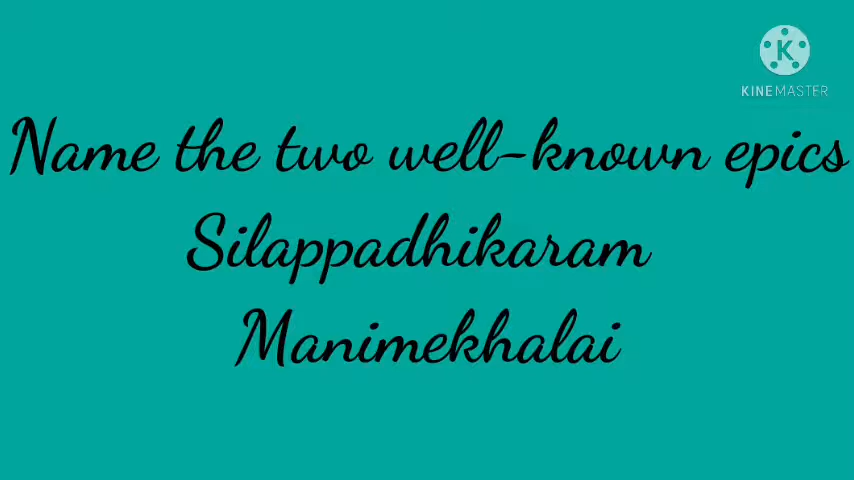 K
KINEMASTER
Name the two well-known epics
Silappadhikaram
Manimekhalai